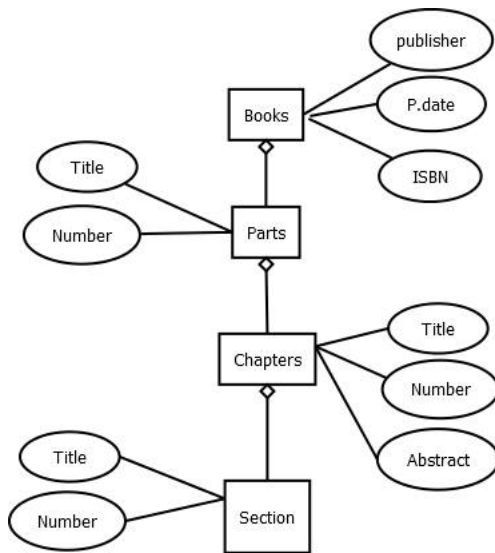 publisher
Books
P.date
ISBN
Title
Number
Parts
Title
Chapters
Number
Abstract
Title
Number
Section